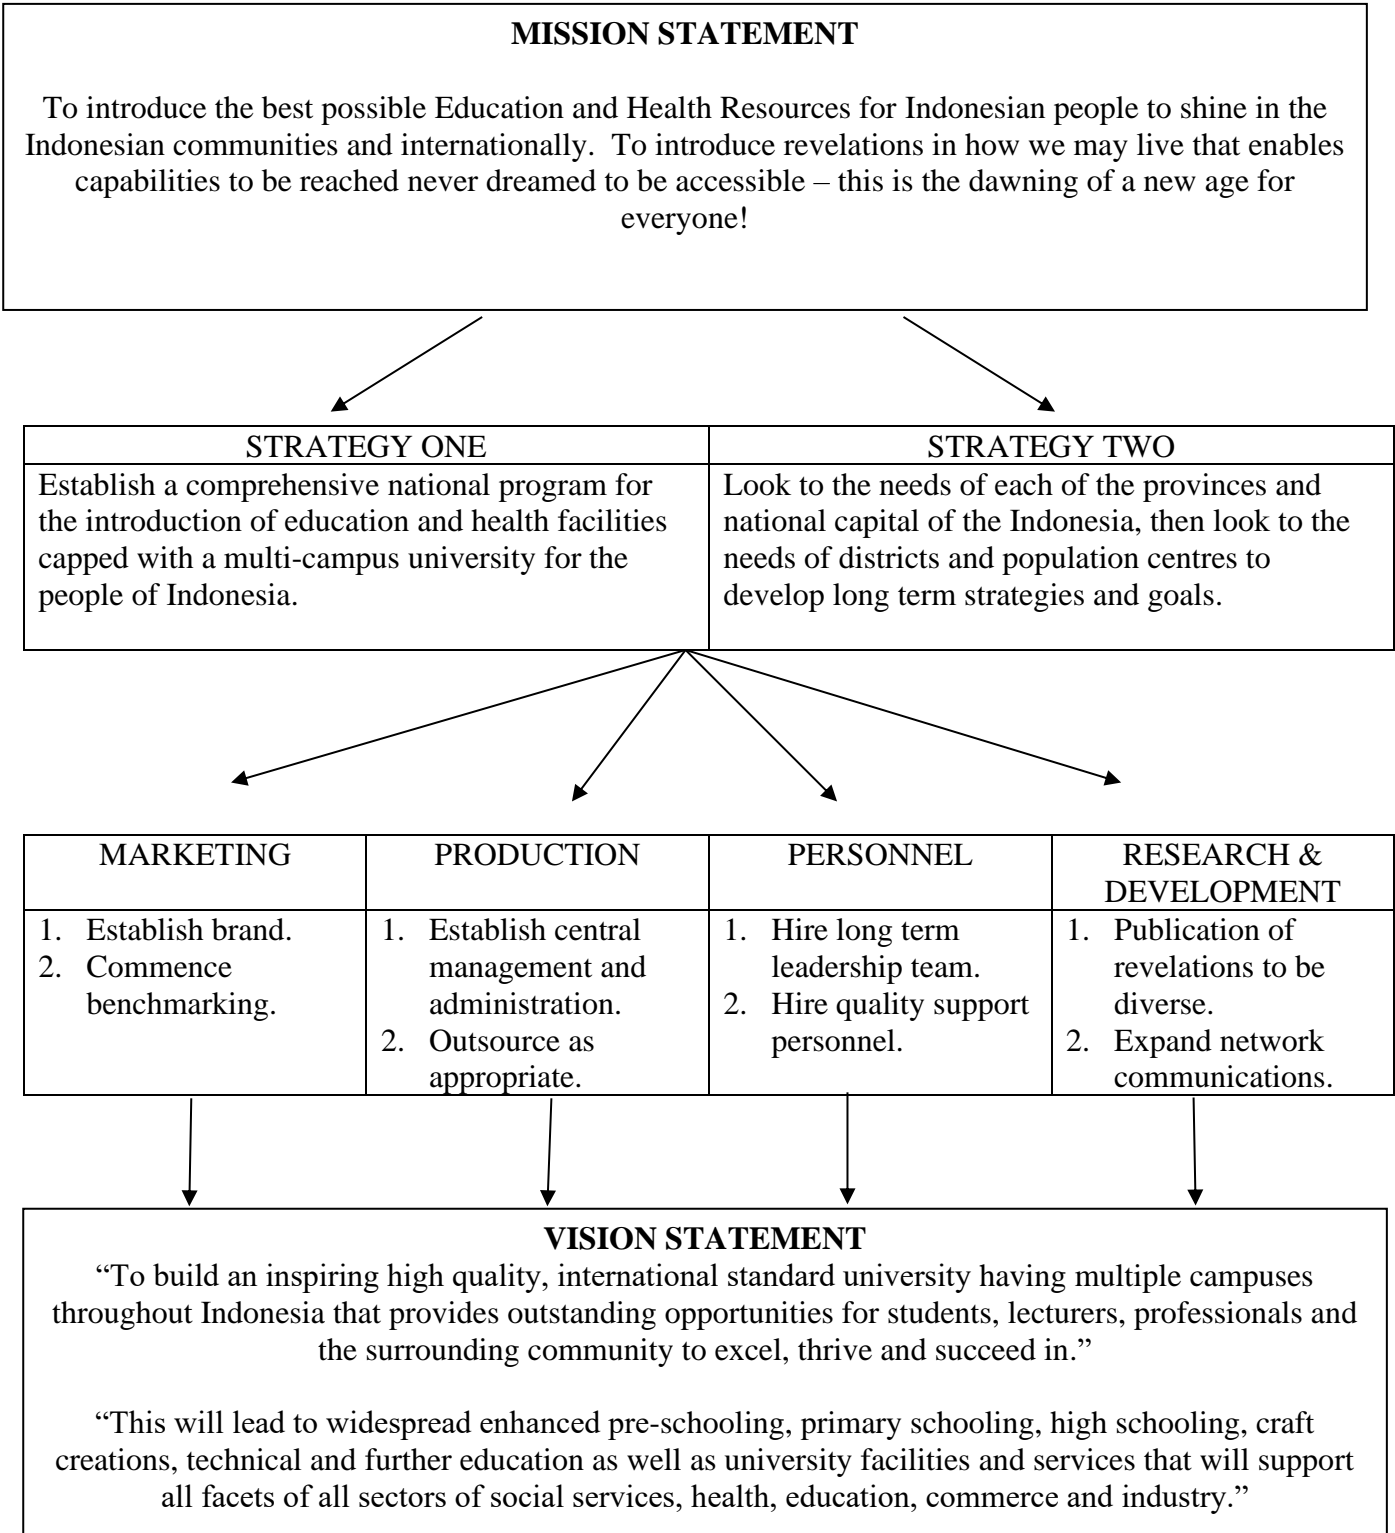 MISSION STATEMENT
To introduce the best possible Education and Health Resources for Indonesian people to shine in the
Indonesian communities and internationally.  To introduce revelations in how we may live that enables
capabilities to be reached never dreamed to be accessible – this is the dawning of a new age for
everyone!
STRATEGY ONE
Establish a comprehensive national program for
the introduction of education and health facilities
capped with a multi-campus university for the
people of Indonesia.
STRATEGY TWO
Look to the needs of each of the provinces and
national capital of the Indonesia, then look to the
needs of districts and population centres to
develop long term strategies and goals.
MARKETING
1. Establish brand.
2. Commence
benchmarking.
PRODUCTION
1. Establish central
management and
administration.
2. Outsource as
appropriate.
PERSONNEL
1. Hire long term
leadership team.
2. Hire quality support
personnel.
RESEARCH &
DEVELOPMENT
1. Publication of
revelations to be
diverse.
2. Expand network
communications.
VISION STATEMENT
“To build an inspiring high quality, international standard university having multiple campuses
throughout Indonesia that provides outstanding opportunities for students, lecturers, professionals and
the surrounding community to excel, thrive and succeed in.”
“This will lead to widespread enhanced pre-schooling, primary schooling, high schooling, craft
creations, technical and further education as well as university facilities and services that will support
all facets of all sectors of social services, health, education, commerce and industry.”